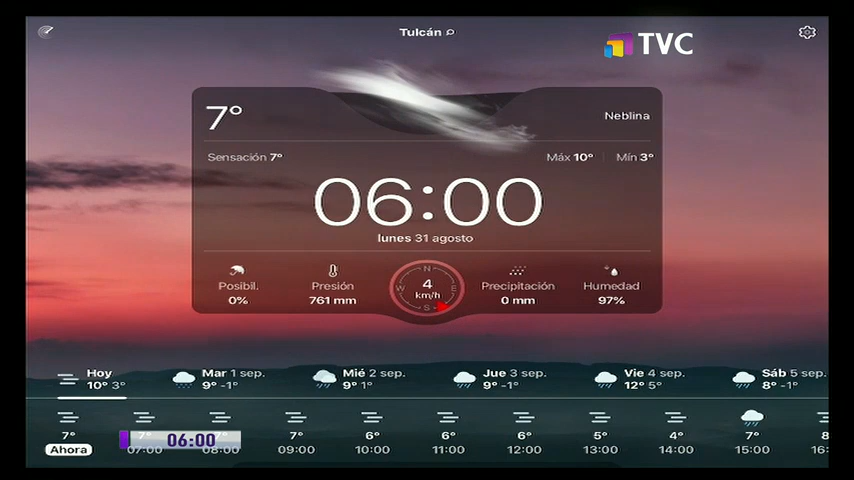 Tulcán
TVC
7°
Neblina
Sensación 7°
Máx 10°
Mín 3°
06:00
lunes 31 agosto
Posibil.
0%
Presión
761 mm
N
W
E
S
4
km/h
Precipitación
0 mm
Humedad
97%
Hoy
10° 3°
Mar 1 sep.
9° -1°
Mié 2 sep.
9° 1°
Jue 3 sep.
9° -1°
Vie 4 sep.
12° 5°
Sáb 5 sep.
8° -1°
7° 7° 7° 7° 6° 6° 6° 5° 4° 7° 8
Ahora 07:00 08:00 09:00 10:00 11:00 12:00 13:00 14:00 15:00 16:
06:00